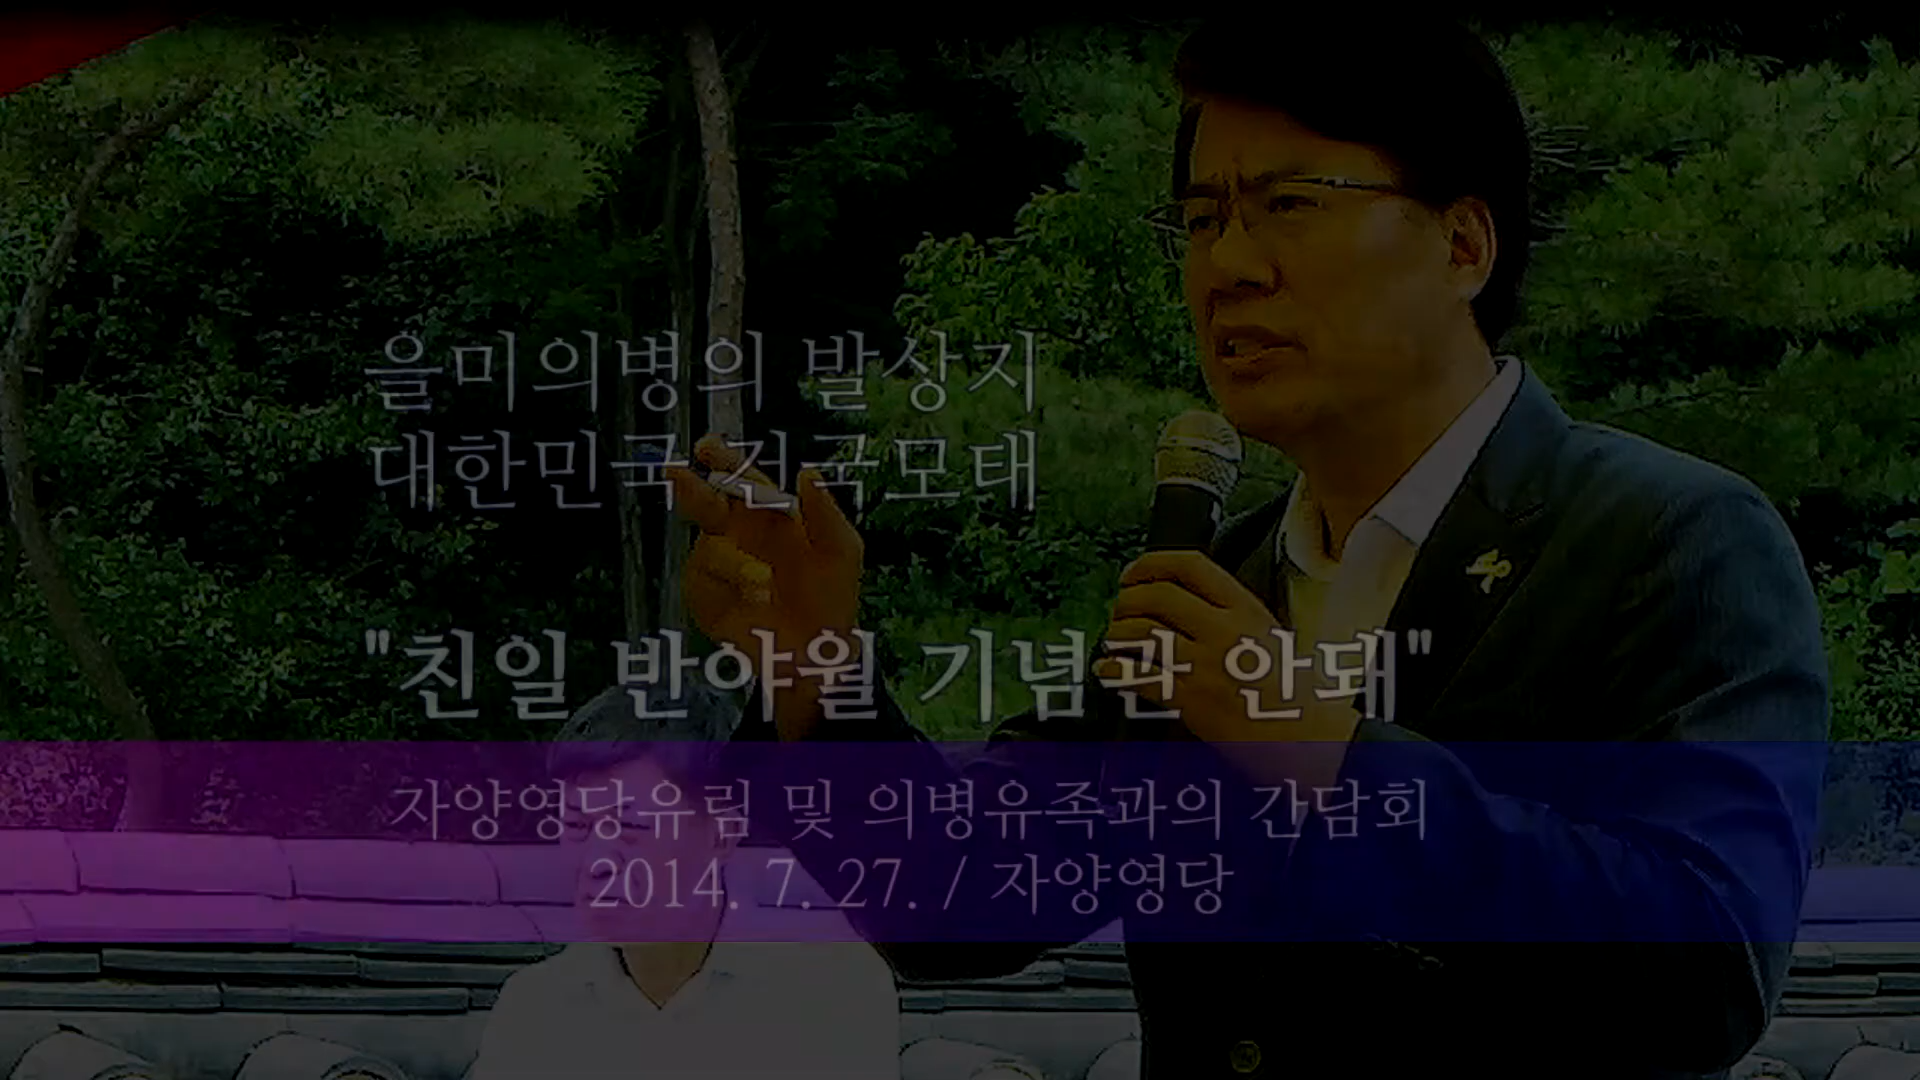 을미의병의 발상지
대한민국 건국모태
"친일 반야월 기념관 안돼"
자양영당유림 및 의병유족과의 간담회
2014. 7. 27. / 자양영당